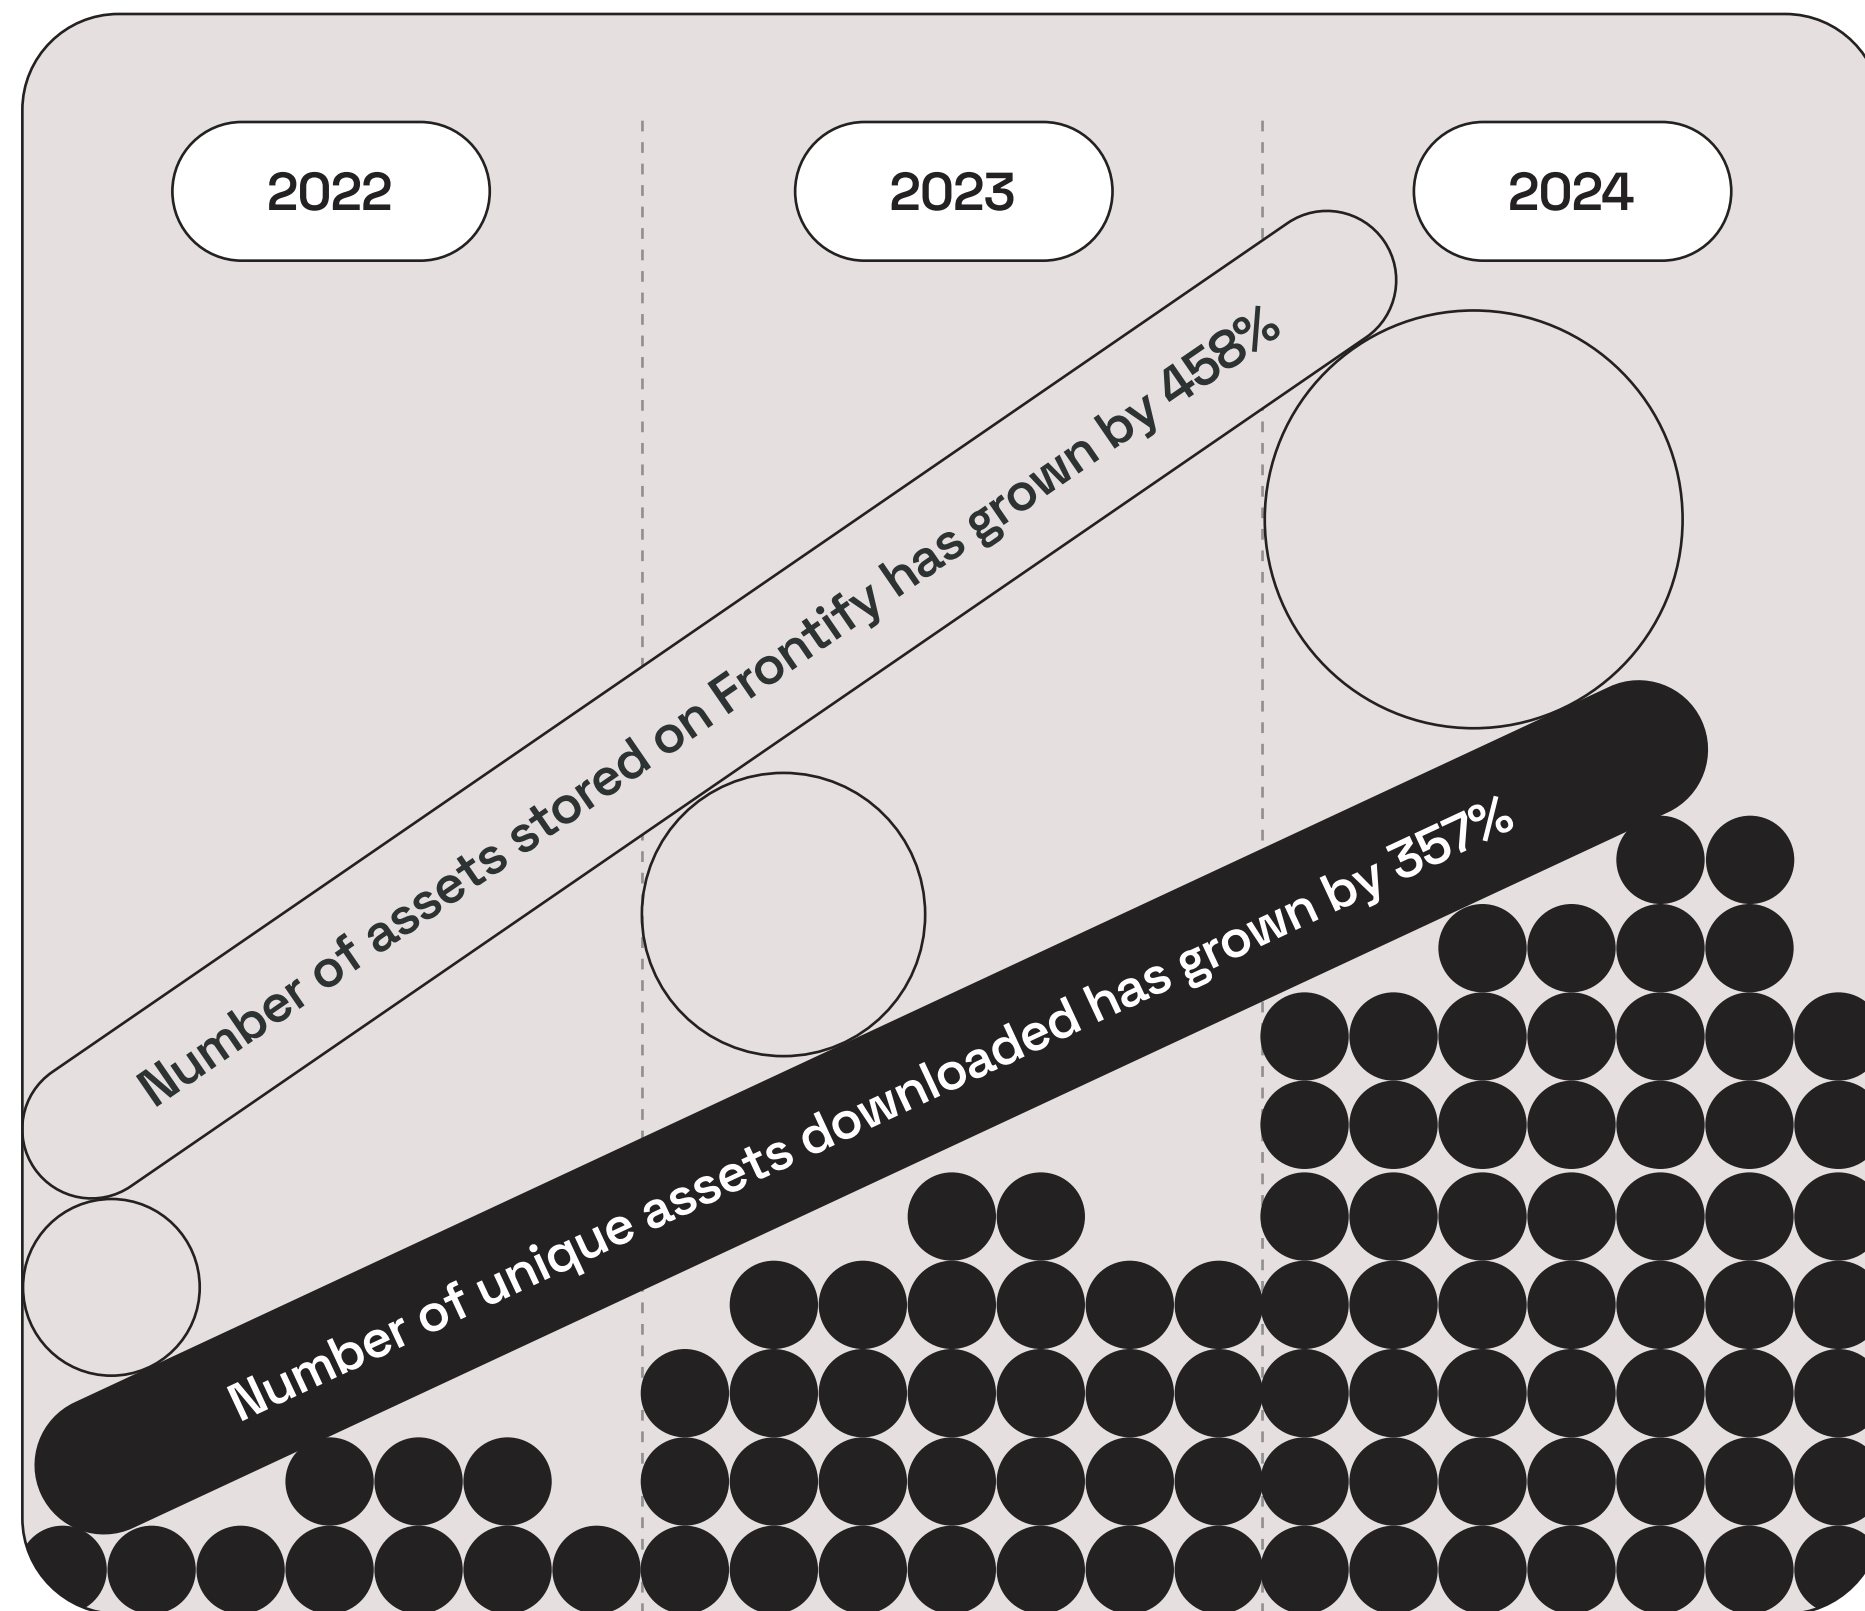 2022
2023
2024
Number of assets stored on Frontify has grown by 458%
Number of unique assets downloaded has grown by 357%